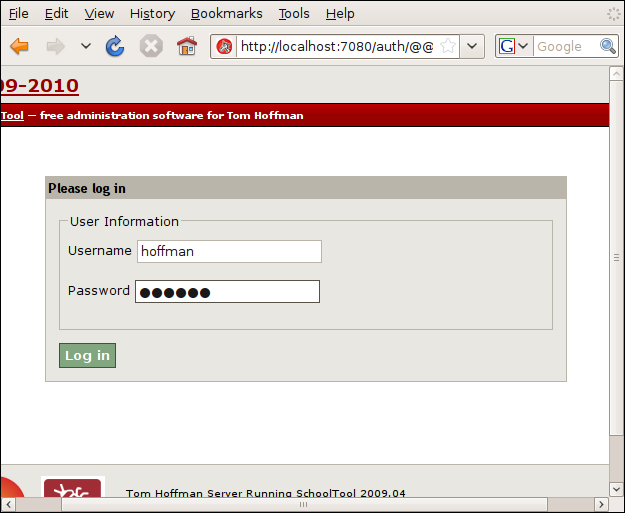 File Edit View History Bookmarks Tools Help
http://localhost:7080/auth/@@ Google
09-2010
Tool — free administration software for Tom Hoffman
Please log in
User Information
Username hoffman
Password ●●●●●●
Log in
Tom Hoffman Server Running SchoolTool 2009.04